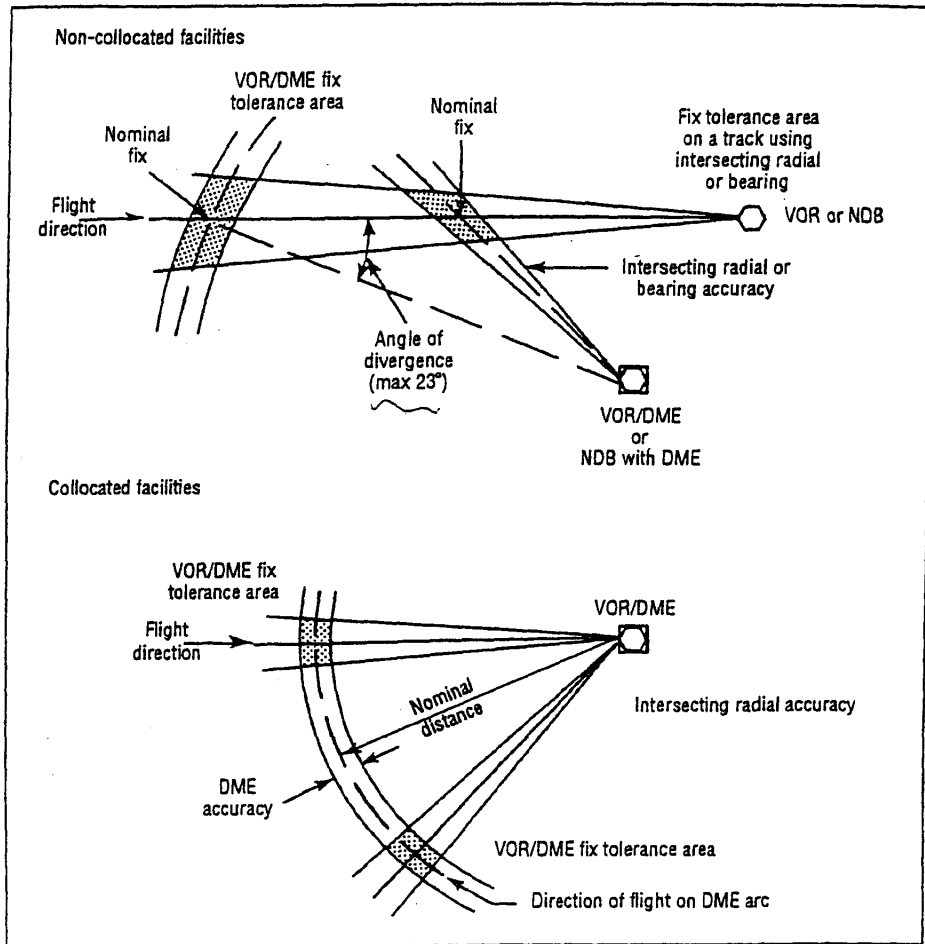 Non-collocated facilities
VOR/DME fix
tolerance area
Nominal
fix
Nominal
fix
Fix tolerance area
on a track using
intersecting radial
or bearing
Flight
direction
VOR or NDB
Intersecting radial or
bearing accuracy
Angle of
divergence
(max 23°)
VOR/DME
or
NDB with DME
Collocated facilities
VOR/DME fix
tolerance area
VOR/DME
Flight
direction
Nominal
distance
Intersecting radial accuracy
DME
accuracy
VOR/DME fix tolerance area
Direction of flight on DME arc